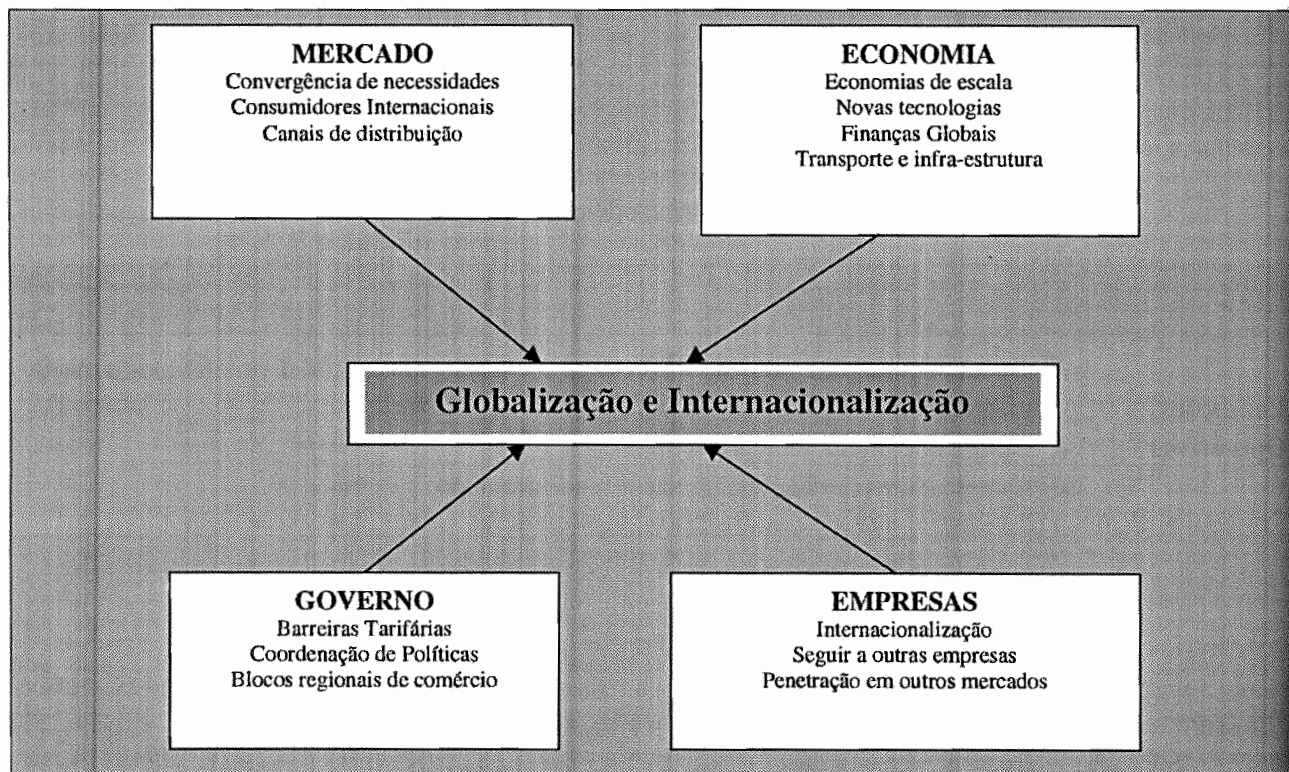 MERCADO
Convergência de necessidades
Consumidores Internacionais
Canais de distribuição
ECONOMIA
Economias de escala
Novas tecnologias
Finanças Globais
Transporte e infra-estrutura
Globalização e Internacionalização
GOVERNO
Barreiras Tarifárias
Coordenação de Políticas
Blocos regionais de comércio
EMPRESAS
Internacionalização
Seguir a outras empresas
Penetração em outros mercados